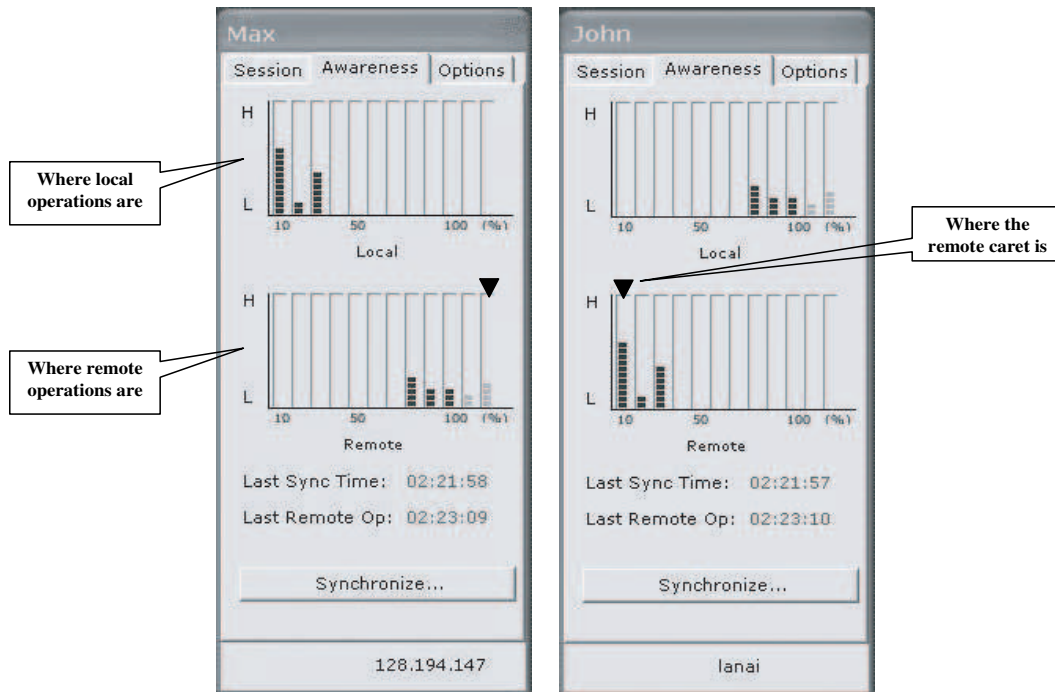 Max
Session Awareness Options
H
L
10 50 100 (%)
Local
H
L
10 50 100 (%)
Remote
Last Sync Time: 02:21:58
Last Remote Op: 02:23:09
Synchronize...
128.194.147
Where local
operations are
Where remote
operations are
John
Session Awareness Options
H
L
10 50 100 (%)
Local
H
L
10 50 100 (%)
Remote
Last Sync Time: 02:21:57
Last Remote Op: 02:23:10
Synchronize...
lanai
Where the
remote caret is